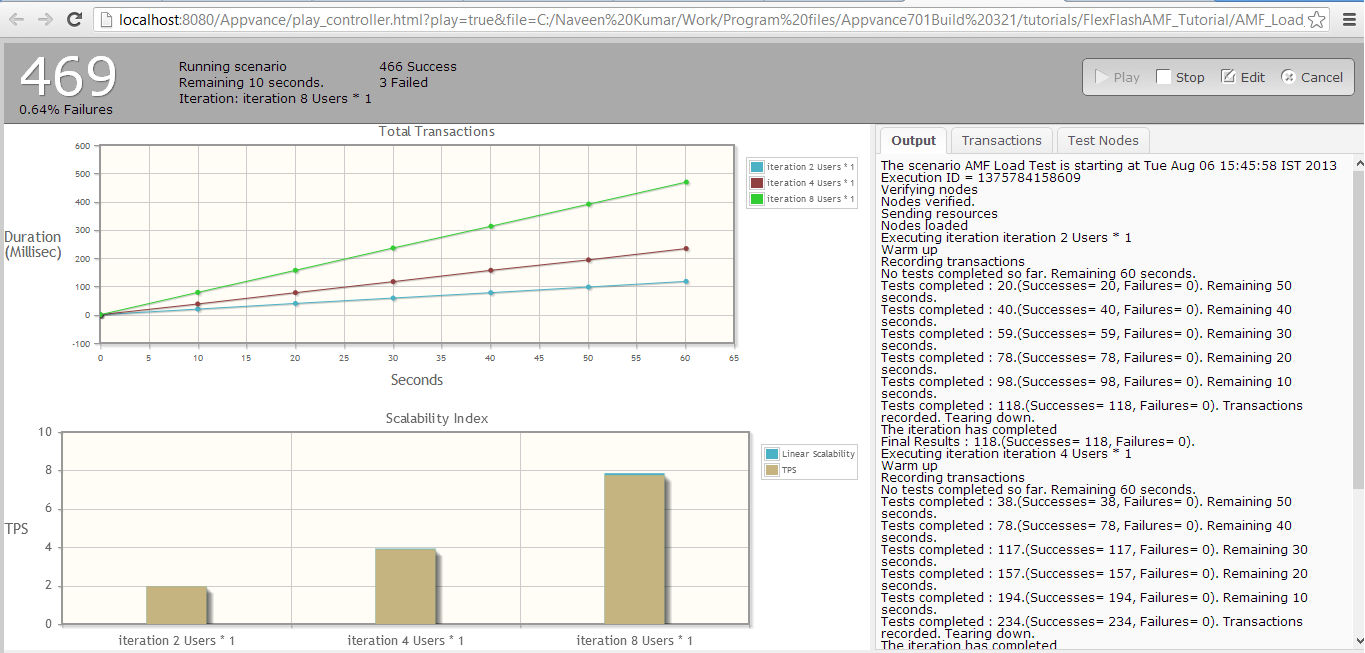 localhost:8080/Appvance/play_controller.html?play=true&file=C:/Naveen%20Kumar/Work/Program%20files/Appvance701Build%20321/tutorials/FlexFlashAMF_Tutorial/AMF_Load_
469
0.64% Failures
Running scenario
Remaining 10 seconds.
Iteration: iteration 8 Users * 1
466 Success
3 Failed
Play
Stop
Edit
Cancel
Total Transactions
600
500
400
300
200
100
0
-100
Duration
(Millisec)
0 5 10 15 20 25 30 35 40 45 50 55 60 65
Seconds
iteration 2 Users * 1
iteration 4 Users * 1
iteration 8 Users * 1
Scalability Index
10
8
6
4
2
0
TPS
iteration 2 Users * 1
iteration 4 Users * 1
iteration 8 Users * 1
Linear Scalability
TPS
Output
Transactions
Test Nodes
The scenario AMF Load Test is starting at Tue Aug 06 15:45:58 IST 2013
Execution ID = 1375784158609
Verifying nodes
Nodes verified.
Sending resources
Nodes loaded
Executing iteration iteration 2 Users * 1
Warm up
Recording transactions
No tests completed so far. Remaining 60 seconds.
Tests completed : 20.(Successes= 20, Failures= 0). Remaining 50
seconds.
Tests completed : 40.(Successes= 40, Failures= 0). Remaining 40
seconds.
Tests completed : 59.(Successes= 59, Failures= 0). Remaining 30
seconds.
Tests completed : 78.(Successes= 78, Failures= 0). Remaining 20
seconds.
Tests completed : 98.(Successes= 98, Failures= 0). Remaining 10
seconds.
Tests completed : 118.(Successes= 118, Failures= 0). Transactions
recorded. Tearing down.
The iteration has completed
Final Results : 118.(Successes= 118, Failures= 0).
Executing iteration iteration 4 Users * 1
Warm up
Recording transactions
No tests completed so far. Remaining 60 seconds.
Tests completed : 38.(Successes= 38, Failures= 0). Remaining 50
seconds.
Tests completed : 78.(Successes= 78, Failures= 0). Remaining 40
seconds.
Tests completed : 117.(Successes= 117, Failures= 0). Remaining 30
seconds.
Tests completed : 157.(Successes= 157, Failures= 0). Remaining 20
seconds.
Tests completed : 194.(Successes= 194, Failures= 0). Remaining 10
seconds.
Tests completed : 234.(Successes= 234, Failures= 0). Transactions
recorded. Tearing down.
The iteration has completed